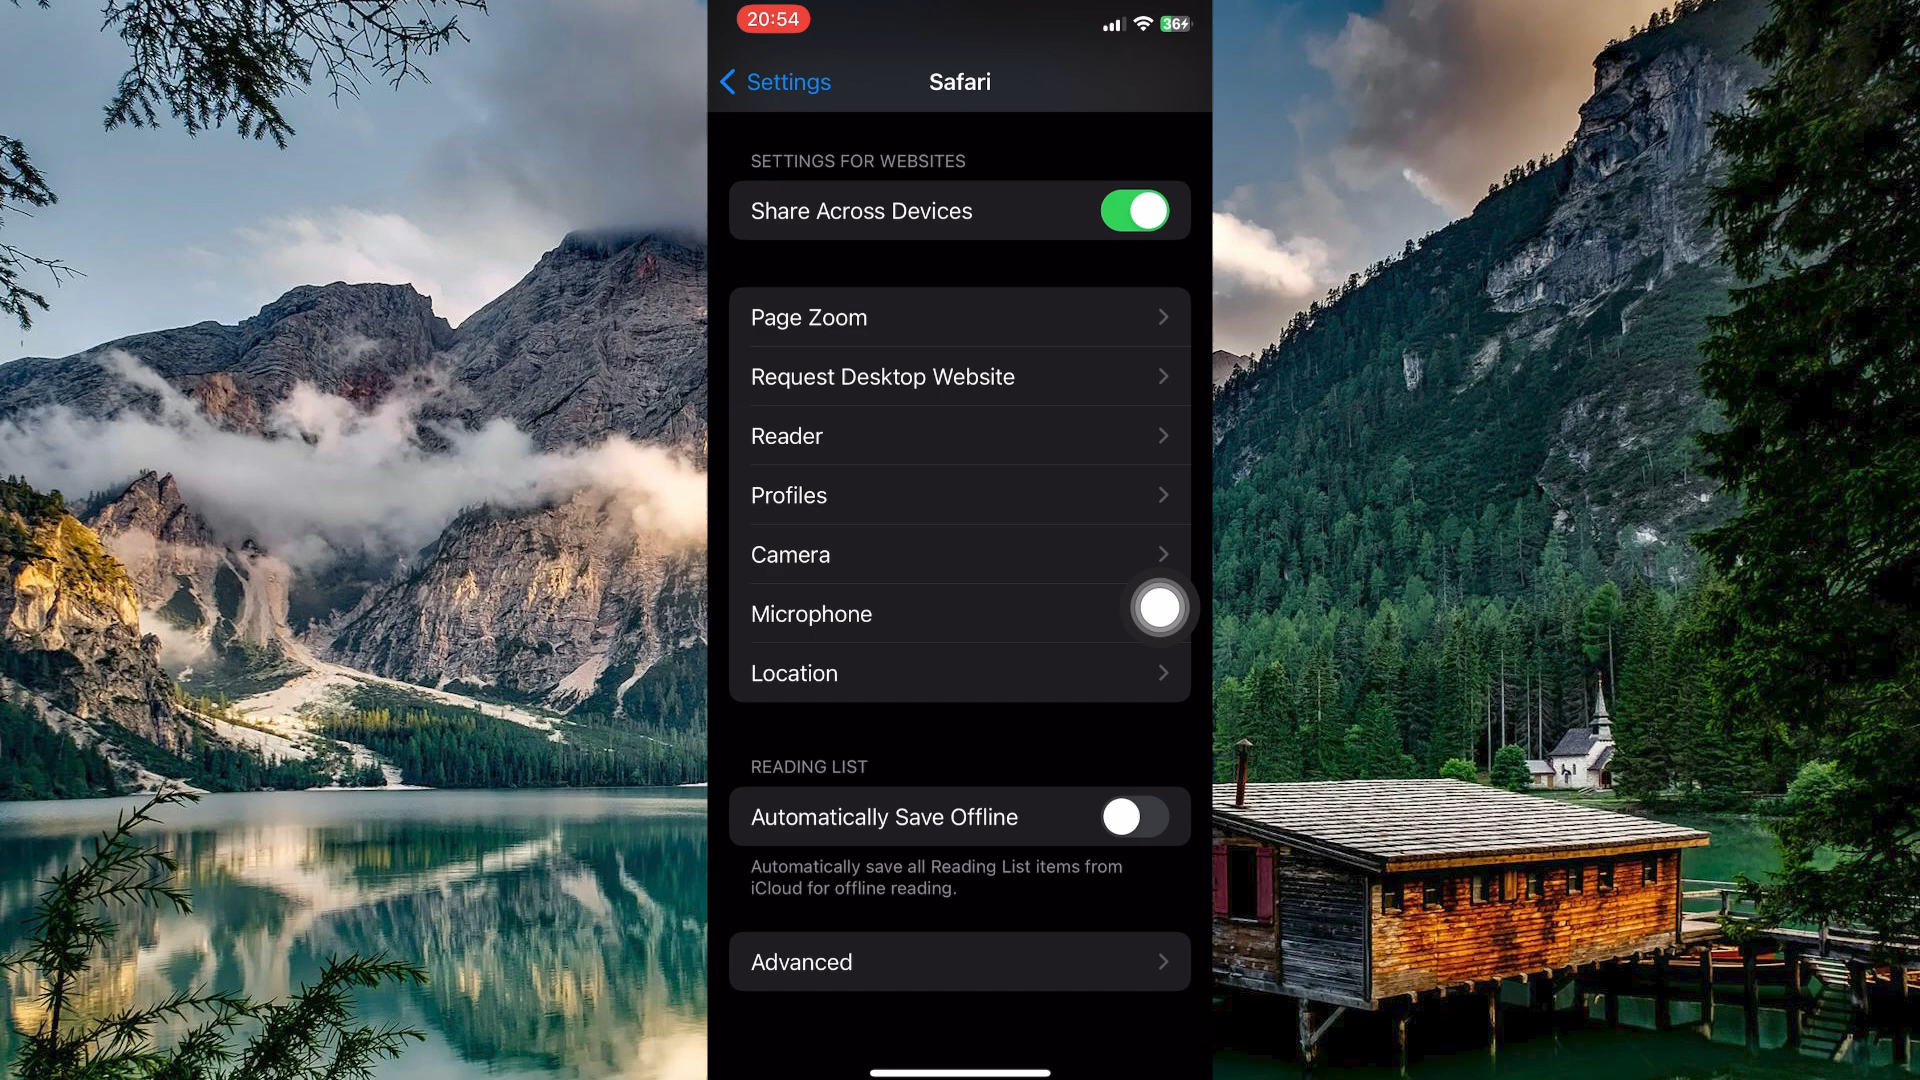 20:54
36
Settings
Safari
SETTINGS FOR WEBSITES
Share Across Devices
Page Zoom
Request Desktop Website
Reader
Profiles
Camera
Microphone
Location
READING LIST
Automatically Save Offline
Automatically save all Reading List items from
iCloud for offline reading.
Advanced